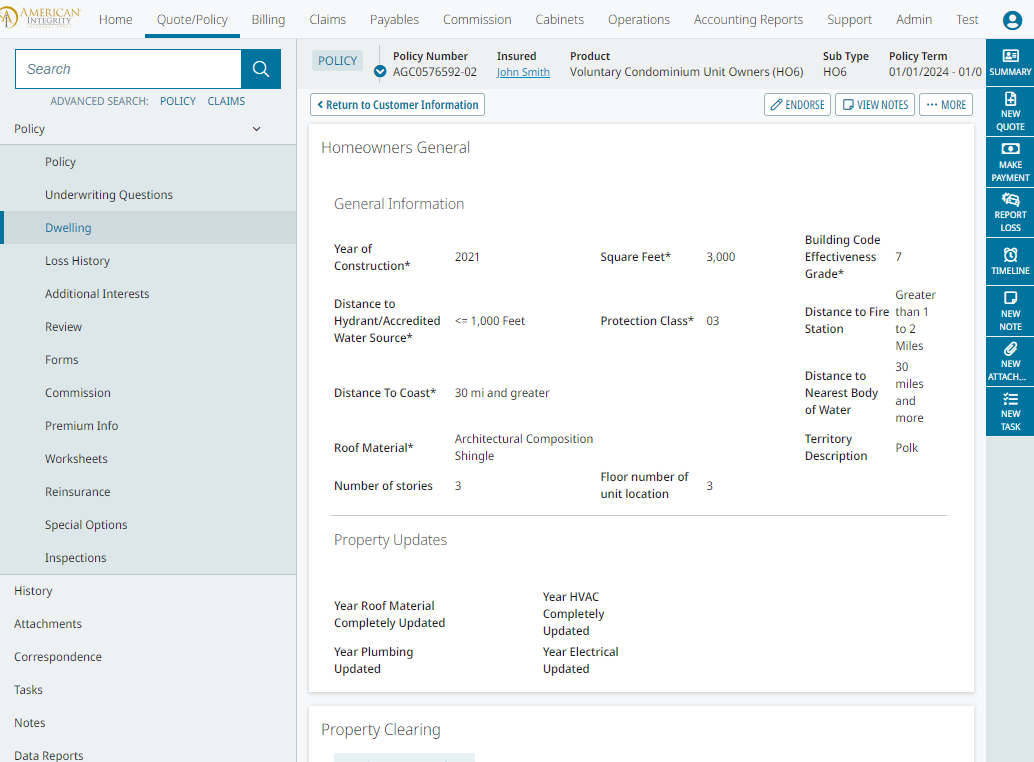 AMERICAN
INTEGRITY
Home Quote/Policy Billing Claims Payables Commission Cabinets Operations Accounting Reports Support Admin Test
Search
ADVANCED SEARCH: POLICY CLAIMS
Policy
Policy
Underwriting Questions
Dwelling
Loss History
Additional Interests
Review
Forms
Commission
Premium Info
Worksheets
Reinsurance
Special Options
Inspections
History
Attachments
Correspondence
Tasks
Notes
Data Reports
POLICY
Policy Number Insured Product Sub Type Policy Term
AGC0576592-02 John Smith Voluntary Condominium Unit Owners (HO6) HO6 01/01/2024 - 01/0
Return to Customer Information
ENDORSE VIEW NOTES MORE
Homeowners General
General Information
Year of
Construction*
2021
Square Feet* 3,000
Building Code
Effectiveness
Grade*
7
Distance to
Hydrant/Accredited
Water Source*
<= 1,000 Feet
Protection Class* 03
Distance to Fire
Station
Greater
than 1
to 2
Miles
Distance To Coast* 30 mi and greater
Distance to
Nearest Body
of Water
30
miles
and
more
Roof Material*
Architectural Composition
Shingle
Territory
Description
Polk
Number of stories 3
Floor number of
unit location
3
Property Updates
Year Roof Material
Completely Updated
Year HVAC
Completely
Updated
Year Plumbing
Updated
Year Electrical
Updated
Property Clearing
SUMMARY
NEW
QUOTE
MAKE
PAYMENT
REPORT
LOSS
TIMELINE
NEW
NOTE
NEW
ATTACH...
NEW
TASK